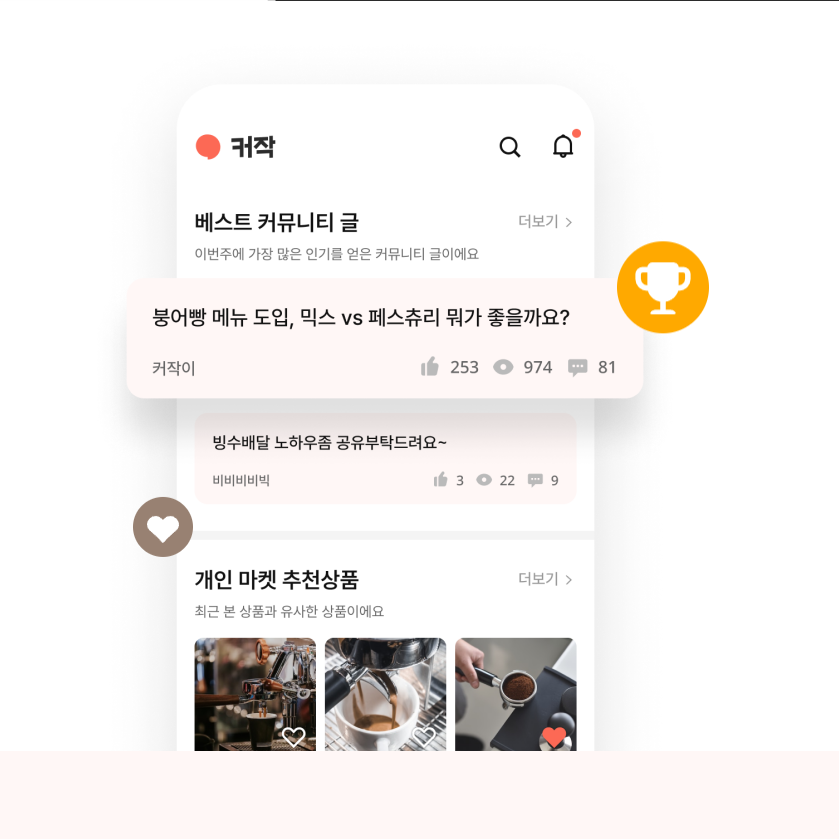 커작
베스트 커뮤니티 글
더보기
이번주에 가장 많은 인기를 얻은 커뮤니티 글이에요
붕어빵 메뉴 도입, 믹스 vs 페스츄리 뭐가 좋을까요?
커작이 253 974 81
빙수배달 노하우좀 공유부탁드려요~
비비비비빅 3 22 9
개인 마켓 추천상품
더보기
최근 본 상품과 유사한 상품이에요